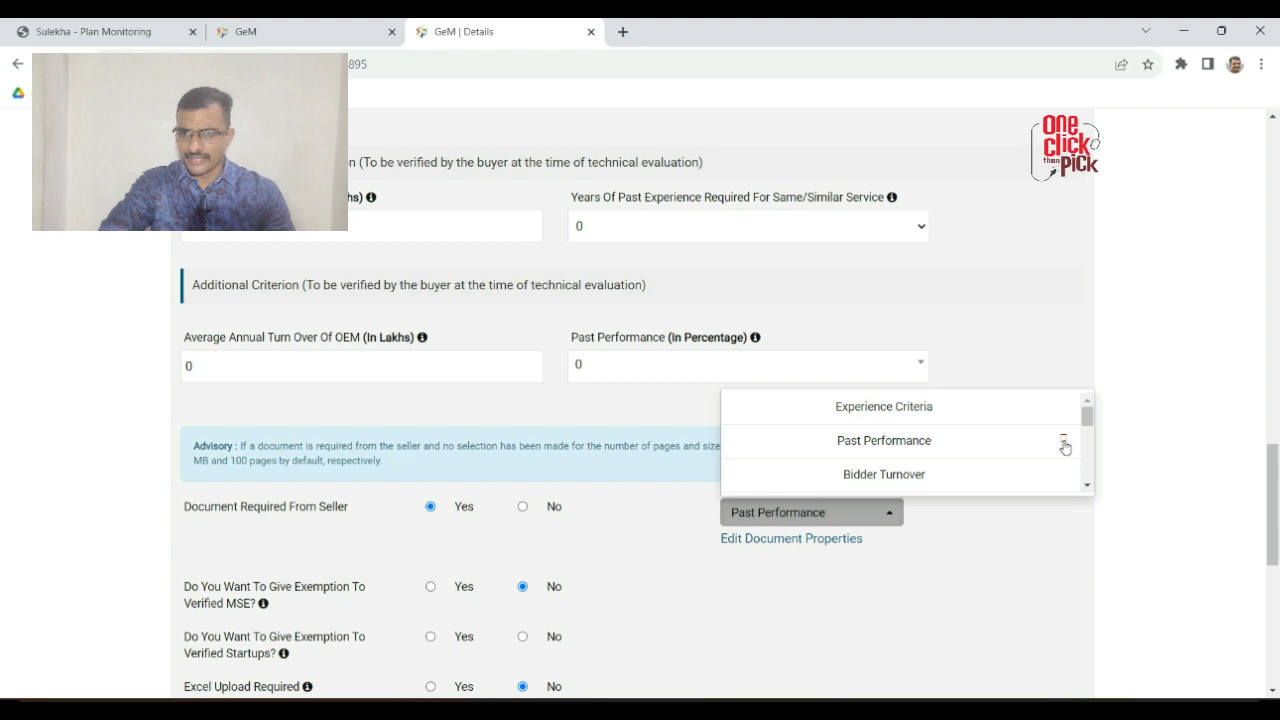 Sulekha - Plan Monitoring
GeM
GeM | Details
895
ONE
CLICK
then
PiCK
n (To be verified by the buyer at the time of technical evaluation)
hs)
Years Of Past Experience Required For Same/Similar Service
0
Additional Criterion (To be verified by the buyer at the time of technical evaluation)
Average Annual Turn Over Of OEM (In Lakhs)
Past Performance (In Percentage)
0
0
Experience Criteria
Past Performance
Bidder Turnover
Advisory : If a document is required from the seller and no selection has been made for the number of pages and size
MB and 100 pages by default, respectively.
Document Required From Seller
Yes
No
Past Performance
Edit Document Properties
Do You Want To Give Exemption To
Verified MSE?
Yes
No
Do You Want To Give Exemption To
Verified Startups?
Yes
No
Excel Upload Required
Yes
No